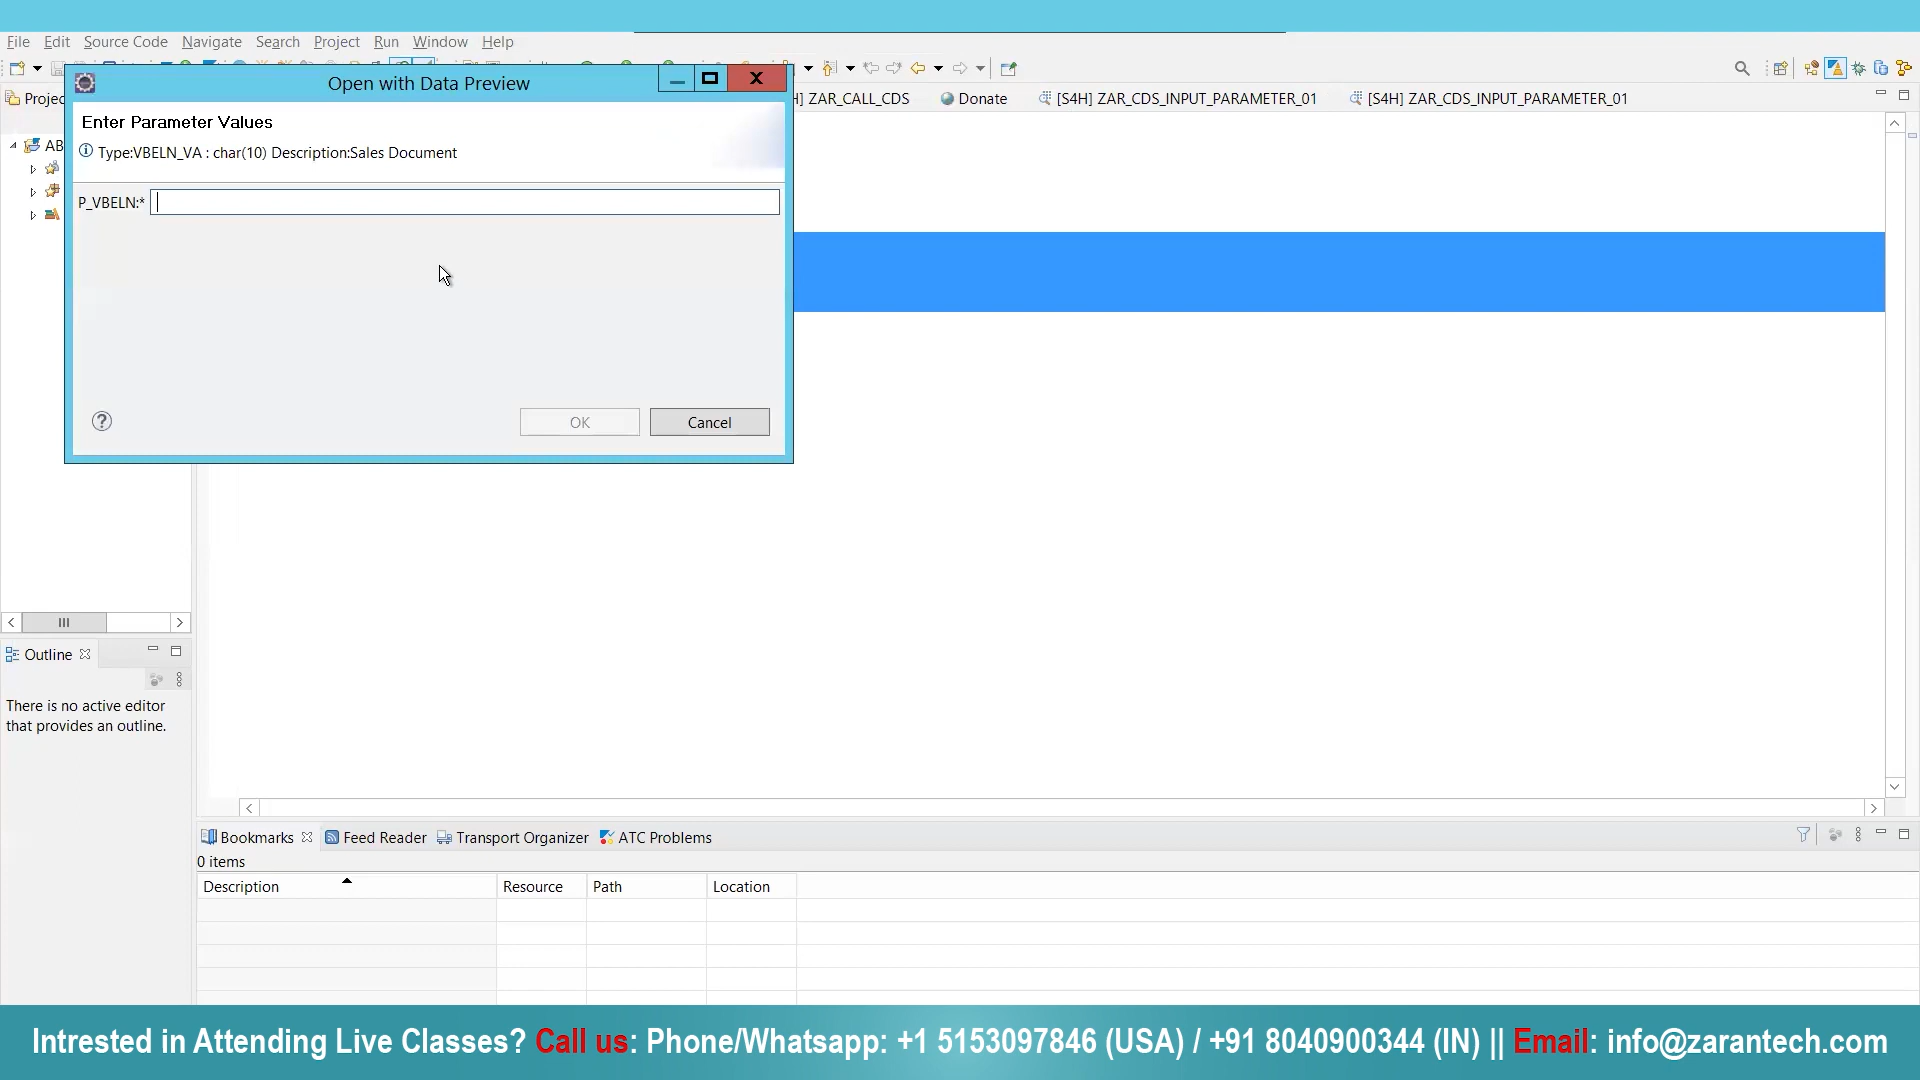 File Edit Source Code Navigate Search Project Run Window Help
Open with Data Preview
X
Projec
H] ZAR_CALL_CDS
Donate
[S4H] ZAR_CDS_INPUT_PARAMETER_01
[S4H] ZAR_CDS_INPUT_PARAMETER_01
Enter Parameter Values
Type:VBELN_VA : char(10) Description:Sales Document
AB
P_VBELN:*
?
OK
Cancel
Outline
There is no active editor
that provides an outline.
Bookmarks
Feed Reader
Transport Organizer
ATC Problems
0 items
Description Resource Path Location
Intrested in Attending Live Classes? Call us: Phone/Whatsapp: +1 5153097846 (USA) / +91 8040900344 (IN) || Email: info@zarantech.com